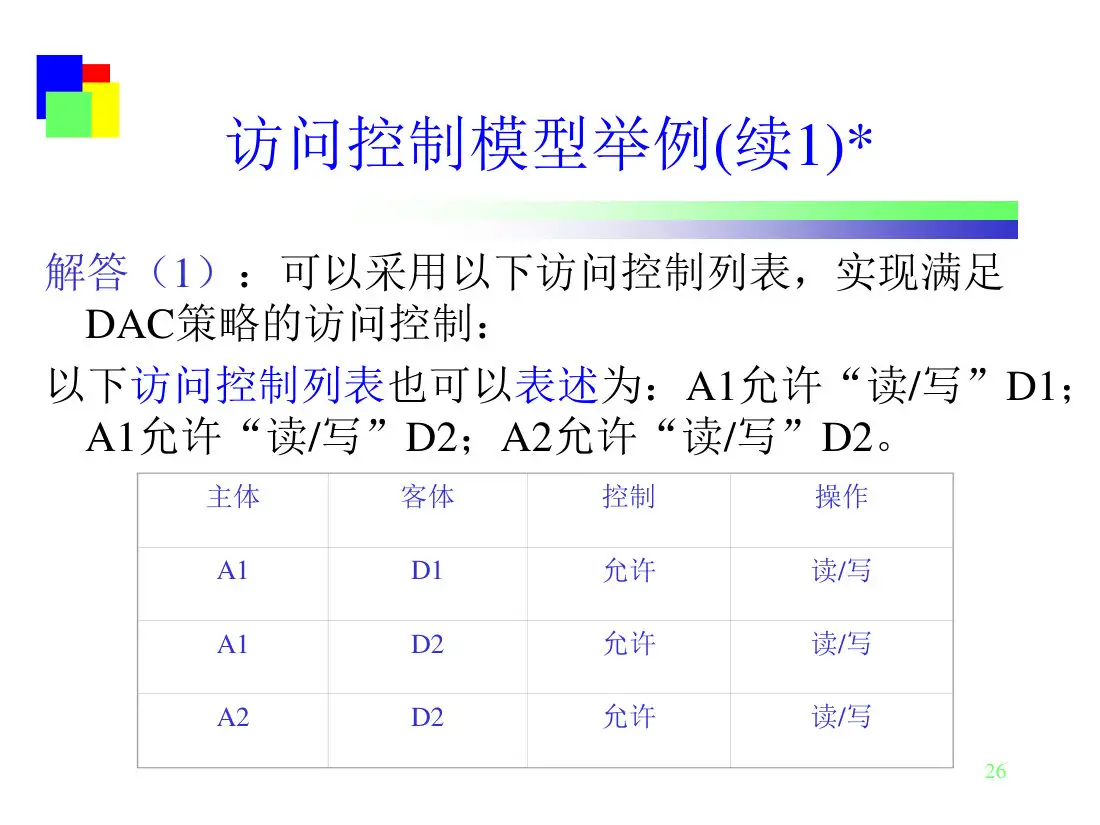 访问控制模型举例(续1)*
解答（1）：可以采用以下访问控制列表，实现满足
DAC策略的访问控制：
以下访问控制列表也可以表述为：A1允许“读/写”D1；
A1允许“读/写”D2；A2允许“读/写”D2。
主体 客体 控制 操作
A1 D1 允许 读/写
A1 D2 允许 读/写
A2 D2 允许 读/写
26